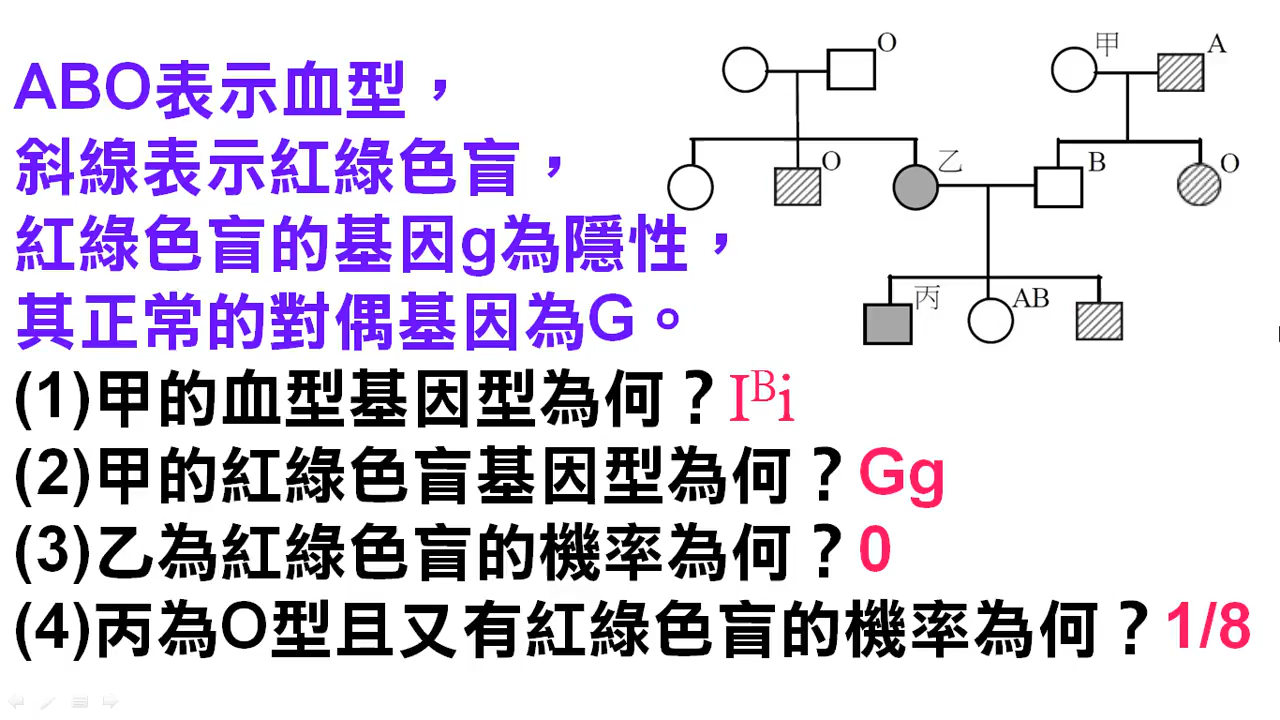 ABO表示血型，
斜線表示紅綠色盲，
紅綠色盲的基因g為隱性，
其正常的對偶基因為G。
O
甲
A
O
乙
B
O
丙
AB
(1)甲的血型基因型為何？Iᴮi
(2)甲的紅綠色盲基因型為何？Gg
(3)乙為紅綠色盲的機率為何？0
(4)丙為O型且又有紅綠色盲的機率為何？1/8